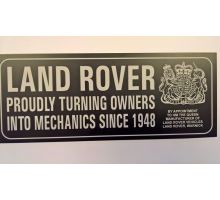 LAND ROVER
PROUDLY TURNING OWNERS
INTO MECHANICS SINCE 1948
BY APPOINTMENT
TO HM THE QUEEN
MANUFACTURER OF
LAND ROVER VEHICLES
LAND ROVER, WARWICK